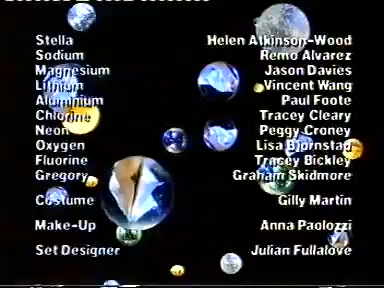 Stella Helen Atkinson-Wood
Sodium Remo Alvarez
Magnesium Jason Davies
Lithium Vincent Wang
Aluminium Paul Foote
Chlorine Tracey Cleary
Neon Peggy Croney
Oxygen Lisa Bjornstad
Fluorine Tracey Bickley
Gregory Graham Skidmore
Costume Gilly Martin
Make-Up Anna Paolozzi
Set Designer Julian Fullalove